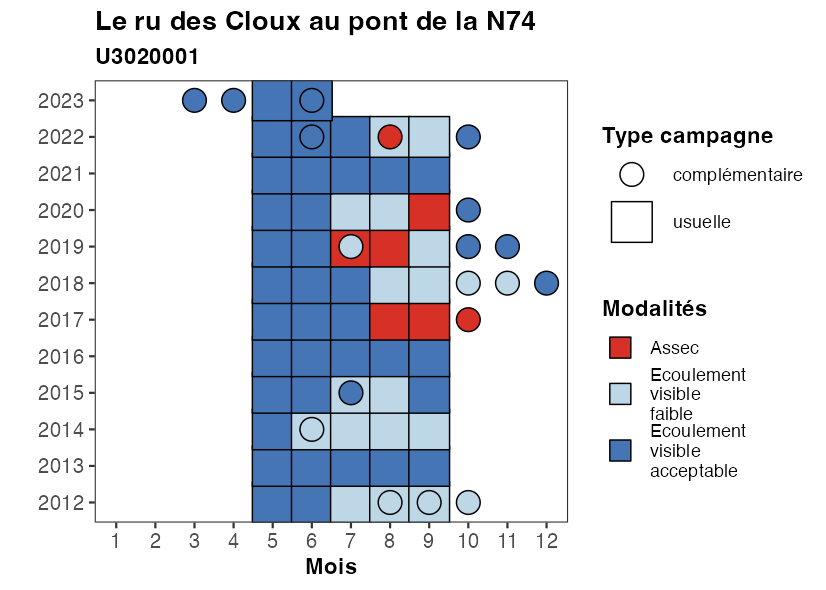 Le ru des Cloux au pont de la N74
U3020001
2023
2022
2021
2020
2019
2018
2017
2016
2015
2014
2013
2012
1 2 3 4 5 6 7 8 9 10 11 12
Mois
Type campagne
complémentaire
usuelle
Modalités
Assec
Ecoulement
visible
faible
Ecoulement
visible
acceptable